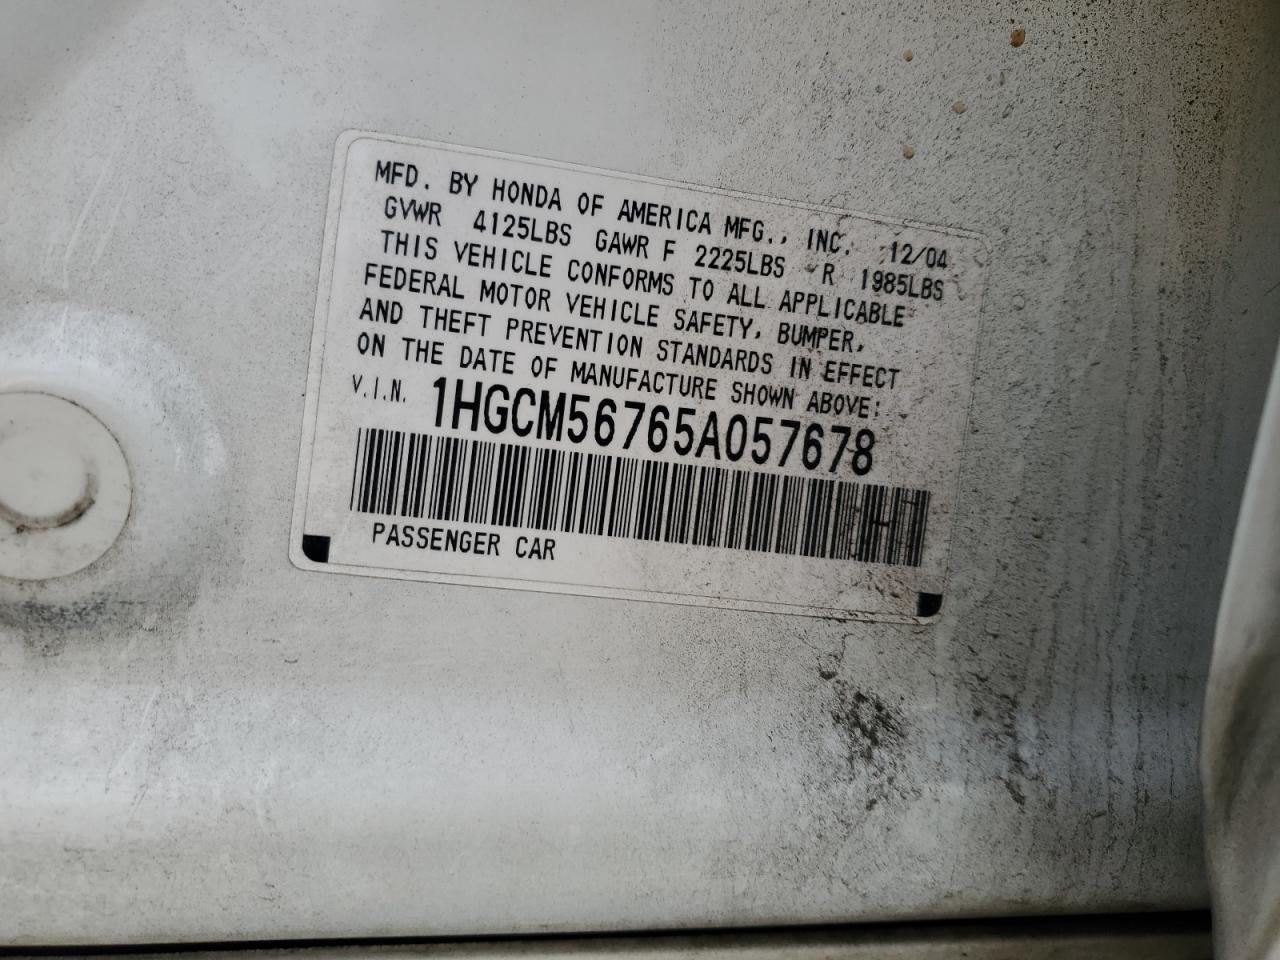 MFD. BY HONDA OF AMERICA MFG., INC. 12/04
GVWR 4125LBS GAWR F 2225LBS R 1985LBS
THIS VEHICLE CONFORMS TO ALL APPLICABLE
FEDERAL MOTOR VEHICLE SAFETY, BUMPER,
AND THEFT PREVENTION STANDARDS IN EFFECT
ON THE DATE OF MANUFACTURE SHOWN ABOVE:
V.I.N. 1HGCM56765A057678
PASSENGER CAR